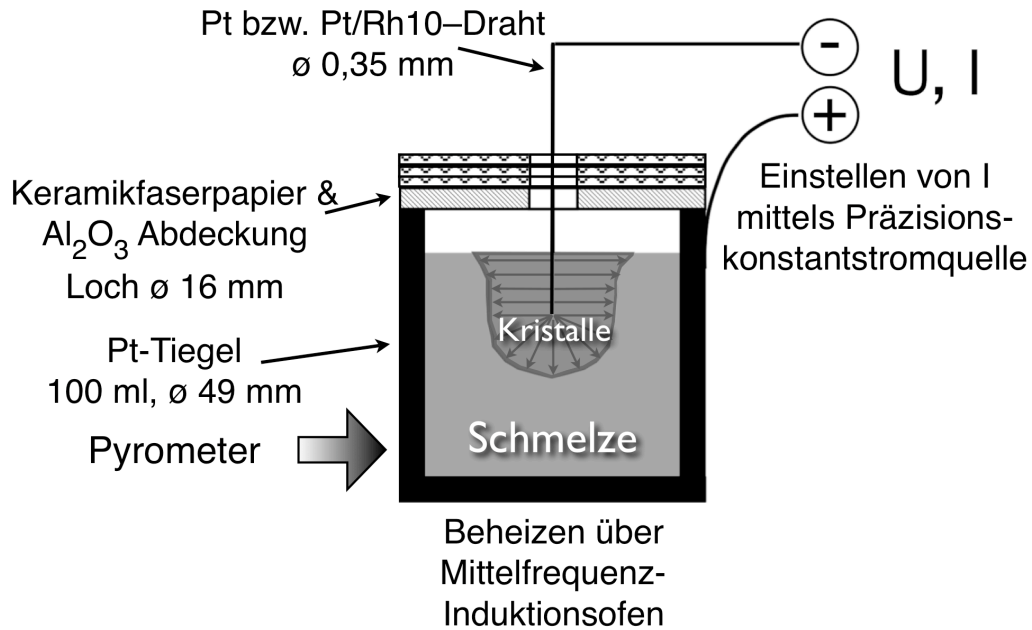 Pt bzw. Pt/Rh10–Draht
ø 0,35 mm
-
+
U, I
Einstellen von I
mittels Präzisions-
konstantstromquelle
Keramikfaserpapier &
Al2O3 Abdeckung
Loch ø 16 mm
Kristalle
Pt-Tiegel
100 ml, ø 49 mm
Schmelze
Pyrometer
Beheizen über
Mittelfrequenz-
Induktionsofen